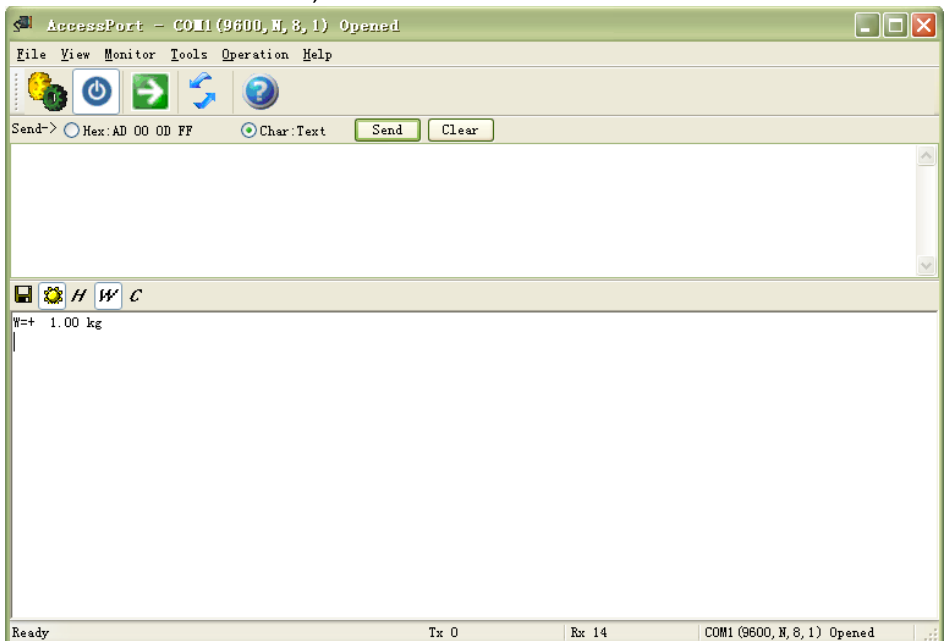 AccessPort - COM1(9600,N,8,1) Opened
File View Monitor Tools Operation Help
Send-> Hex:AD 00 0D FF Char:Text Send Clear
H W C
W=+  1.00 kg
Ready Tx 0 Rx 14 COM1 (9600,N,8,1) Opened